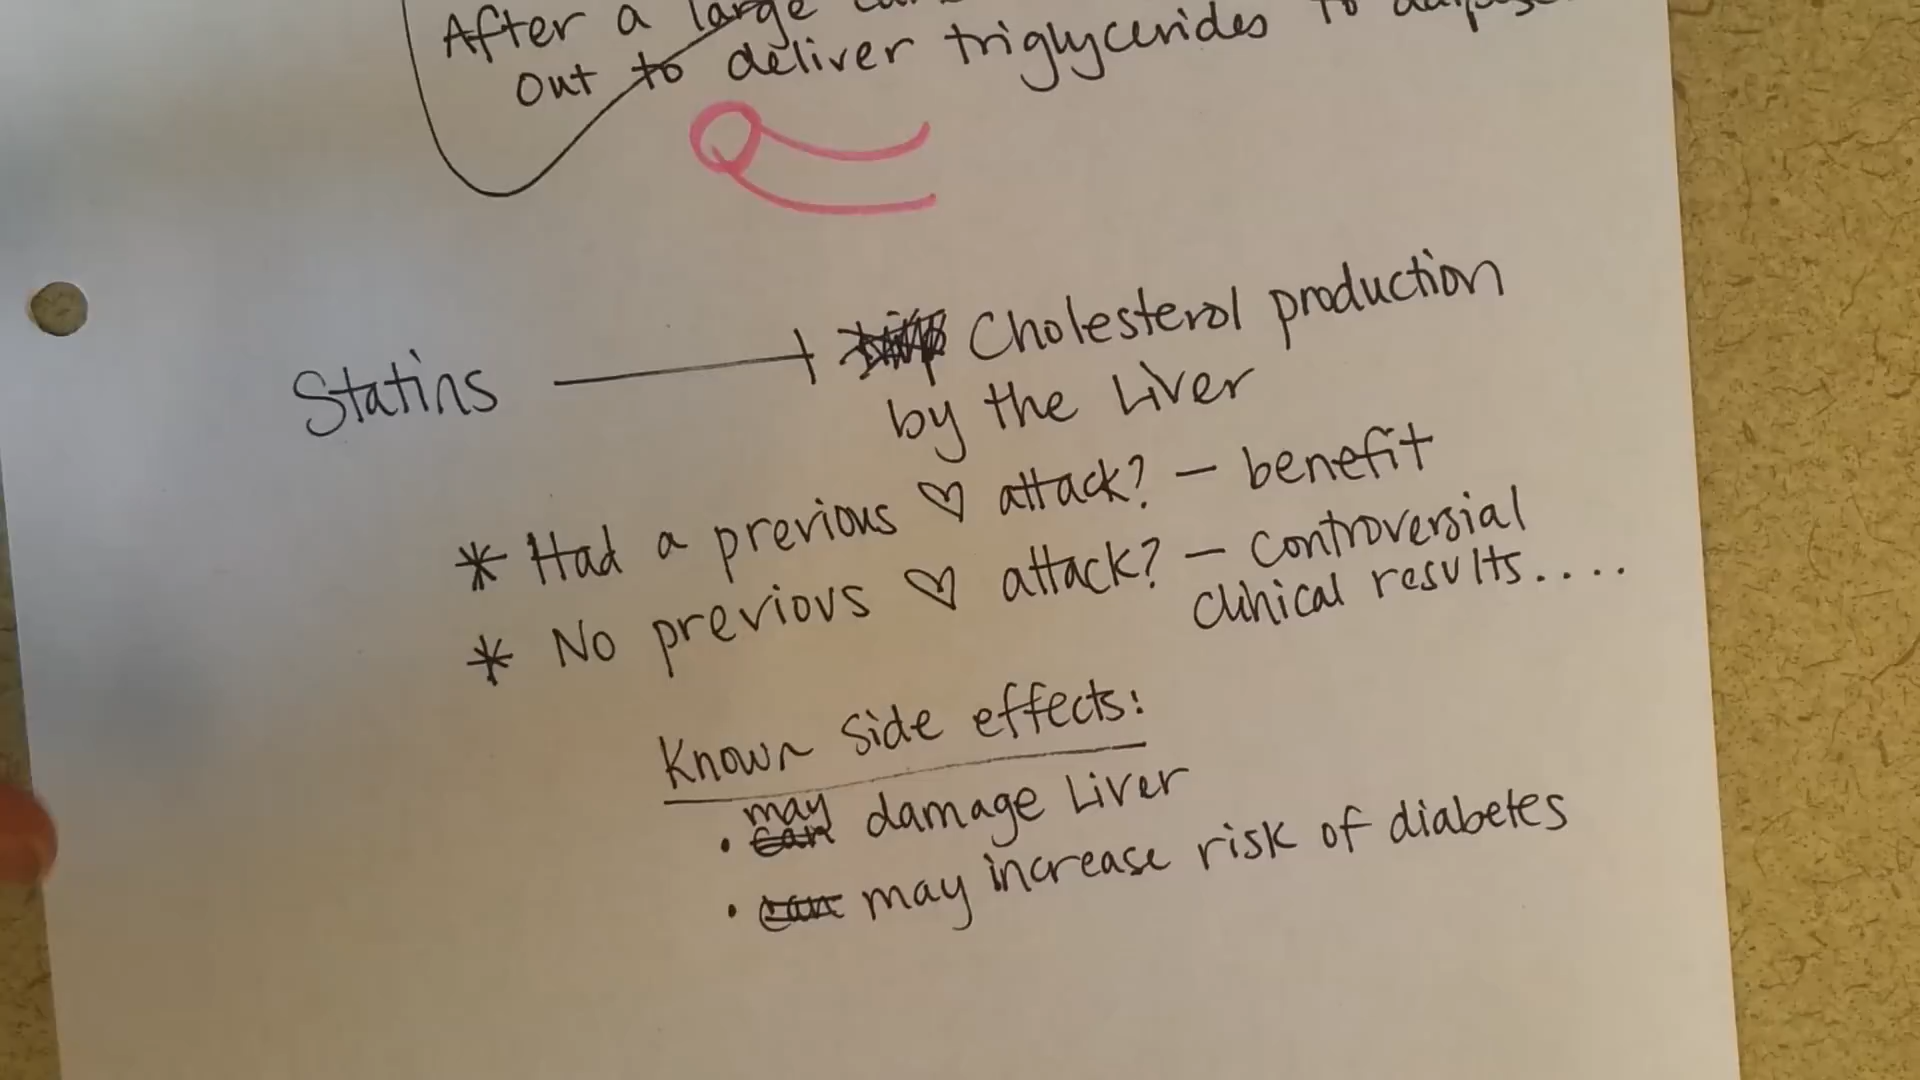 After a large
out to deliver triglycerides to
Statins ⊣ Cholesterol production
by the Liver
* Had a previous ♡ attack? – benefit
* No previous ♡ attack? – controversial
clinical results....
Known side effects:
• may damage Liver
• may increase risk of diabetes